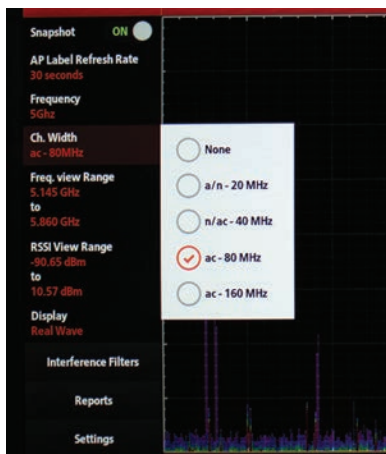 Snapshot ON
AP Label Refresh Rate
30 seconds
Frequency
5Ghz
Ch. Width
ac - 80MHz
Freq. view Range
5.145 GHz
to
5.860 GHz
RSSI View Range
-90.65 dBm
to
10.57 dBm
Display
Real Wave
Interference Filters
Reports
Settings
None
a/n - 20 MHz
n/ac - 40 MHz
ac - 80 MHz
ac - 160 MHz